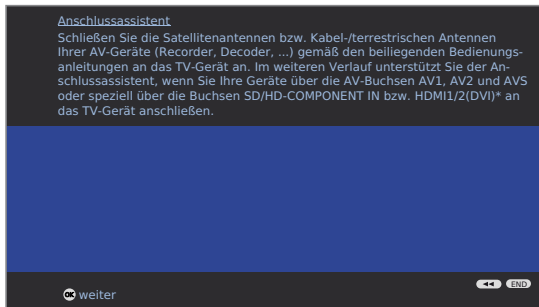 Anschlussassistent
Schließen Sie die Satellitenantennen bzw. Kabel-/terrestrischen Antennen
Ihrer AV-Geräte (Recorder, Decoder, ...) gemäß den beiliegenden Bedienungs-
anleitungen an das TV-Gerät an. Im weiteren Verlauf unterstützt Sie der An-
schlussassistent, wenn Sie Ihre Geräte über die AV-Buchsen AV1, AV2 und AVS
oder speziell über die Buchsen SD/HD-COMPONENT IN bzw. HDMI1/2(DVI)* an
das TV-Gerät anschließen.
END
OK weiter